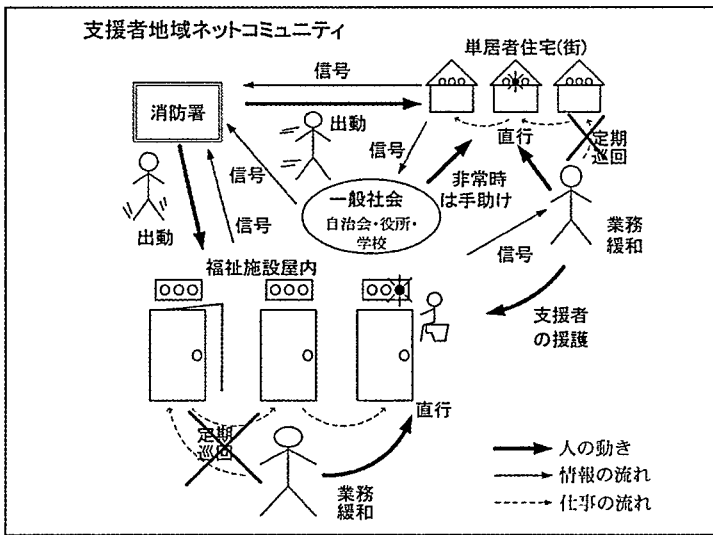 支援者地域ネットコミュニティ
単居者住宅(街)
信号
消防署
出動
直行
定期
巡回
信号
信号
一般社会
自治会・役所・
学校
非常時
は手助け
出動
信号
信号
業務
緩和
福祉施設屋内
支援者
の援護
直行
定期
巡回
業務
緩和
人の動き
情報の流れ
仕事の流れ